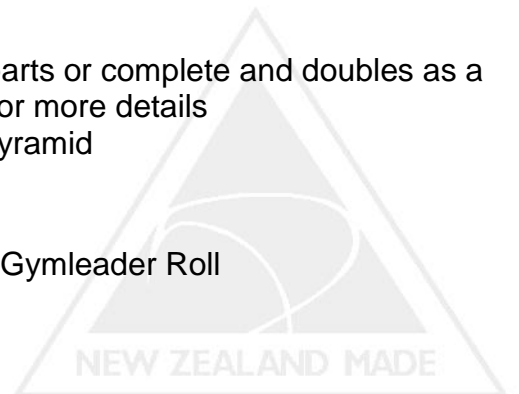 arts or complete and doubles as a
or more details
yramid
Gymleader Roll
NEW ZEALAND MADE